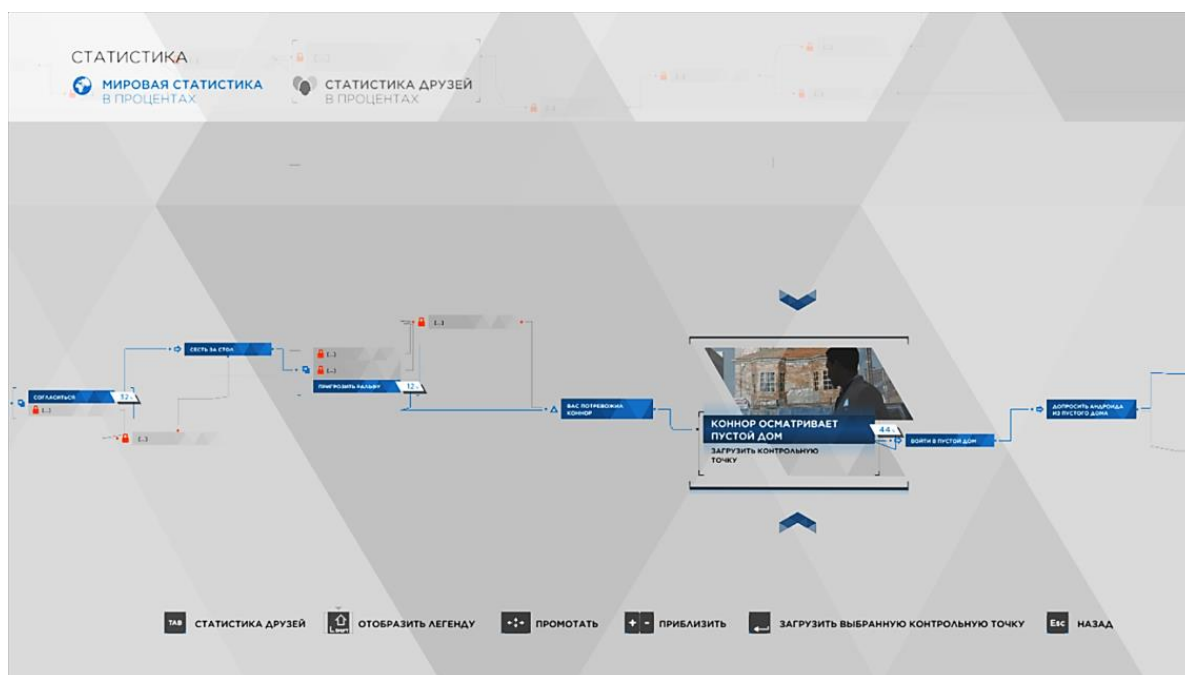 СТАТИСТИКА
МИРОВАЯ СТАТИСТИКА
В ПРОЦЕНТАХ
СТАТИСТИКА ДРУЗЕЙ
В ПРОЦЕНТАХ
[...]
СЕСТЬ ЗА СТОЛ
[...]
[...]
ПРИГРОЗИТЬ РАЛЬФУ
12%
СОГЛАСИТЬСЯ
[...]
[...]
ВАС ПОТРЕВОЖИЛ
КОННОР
КОННОР ОСМАТРИВАЕТ
ПУСТОЙ ДОМ
44%
ЗАГРУЗИТЬ КОНТРОЛЬНУЮ
ТОЧКУ
ВОЙТИ В ПУСТОЙ ДОМ
ДОПРОСИТЬ АНДРОИДА
ИЗ ПУСТОГО ДОМА
TAB СТАТИСТИКА ДРУЗЕЙ
L SHIFT ОТОБРАЗИТЬ ЛЕГЕНДУ
ПРОМОТАТЬ
+ - ПРИБЛИЗИТЬ
ЗАГРУЗИТЬ ВЫБРАННУЮ КОНТРОЛЬНУЮ ТОЧКУ
Esc НАЗАД